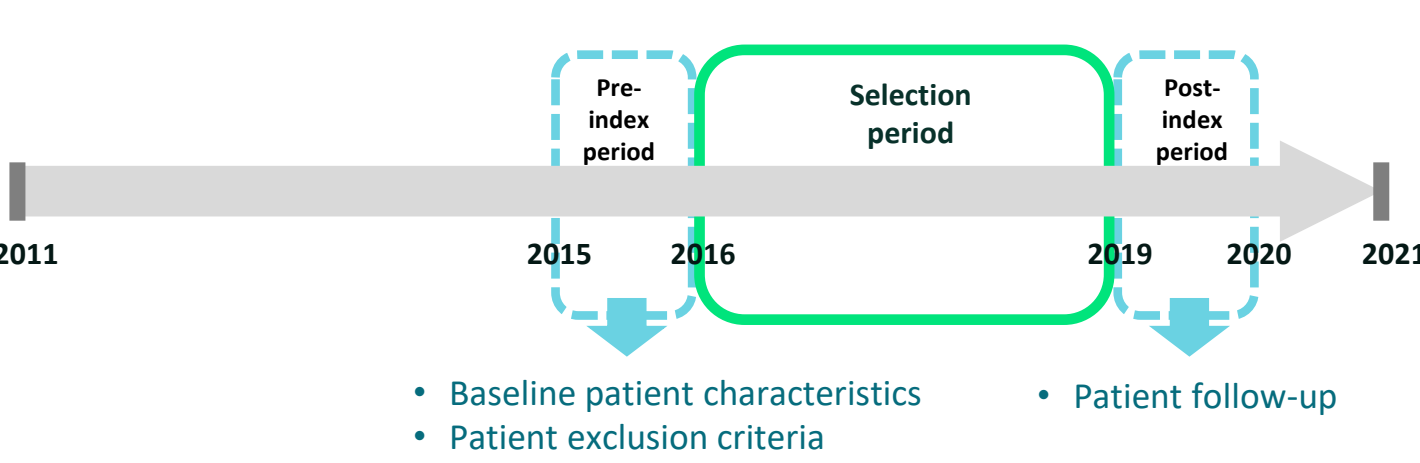 Pre-
index
period
Selection
period
Post-
index
period
2011
2015
2016
2019
2020
2021
• Baseline patient characteristics
• Patient exclusion criteria
• Patient follow-up